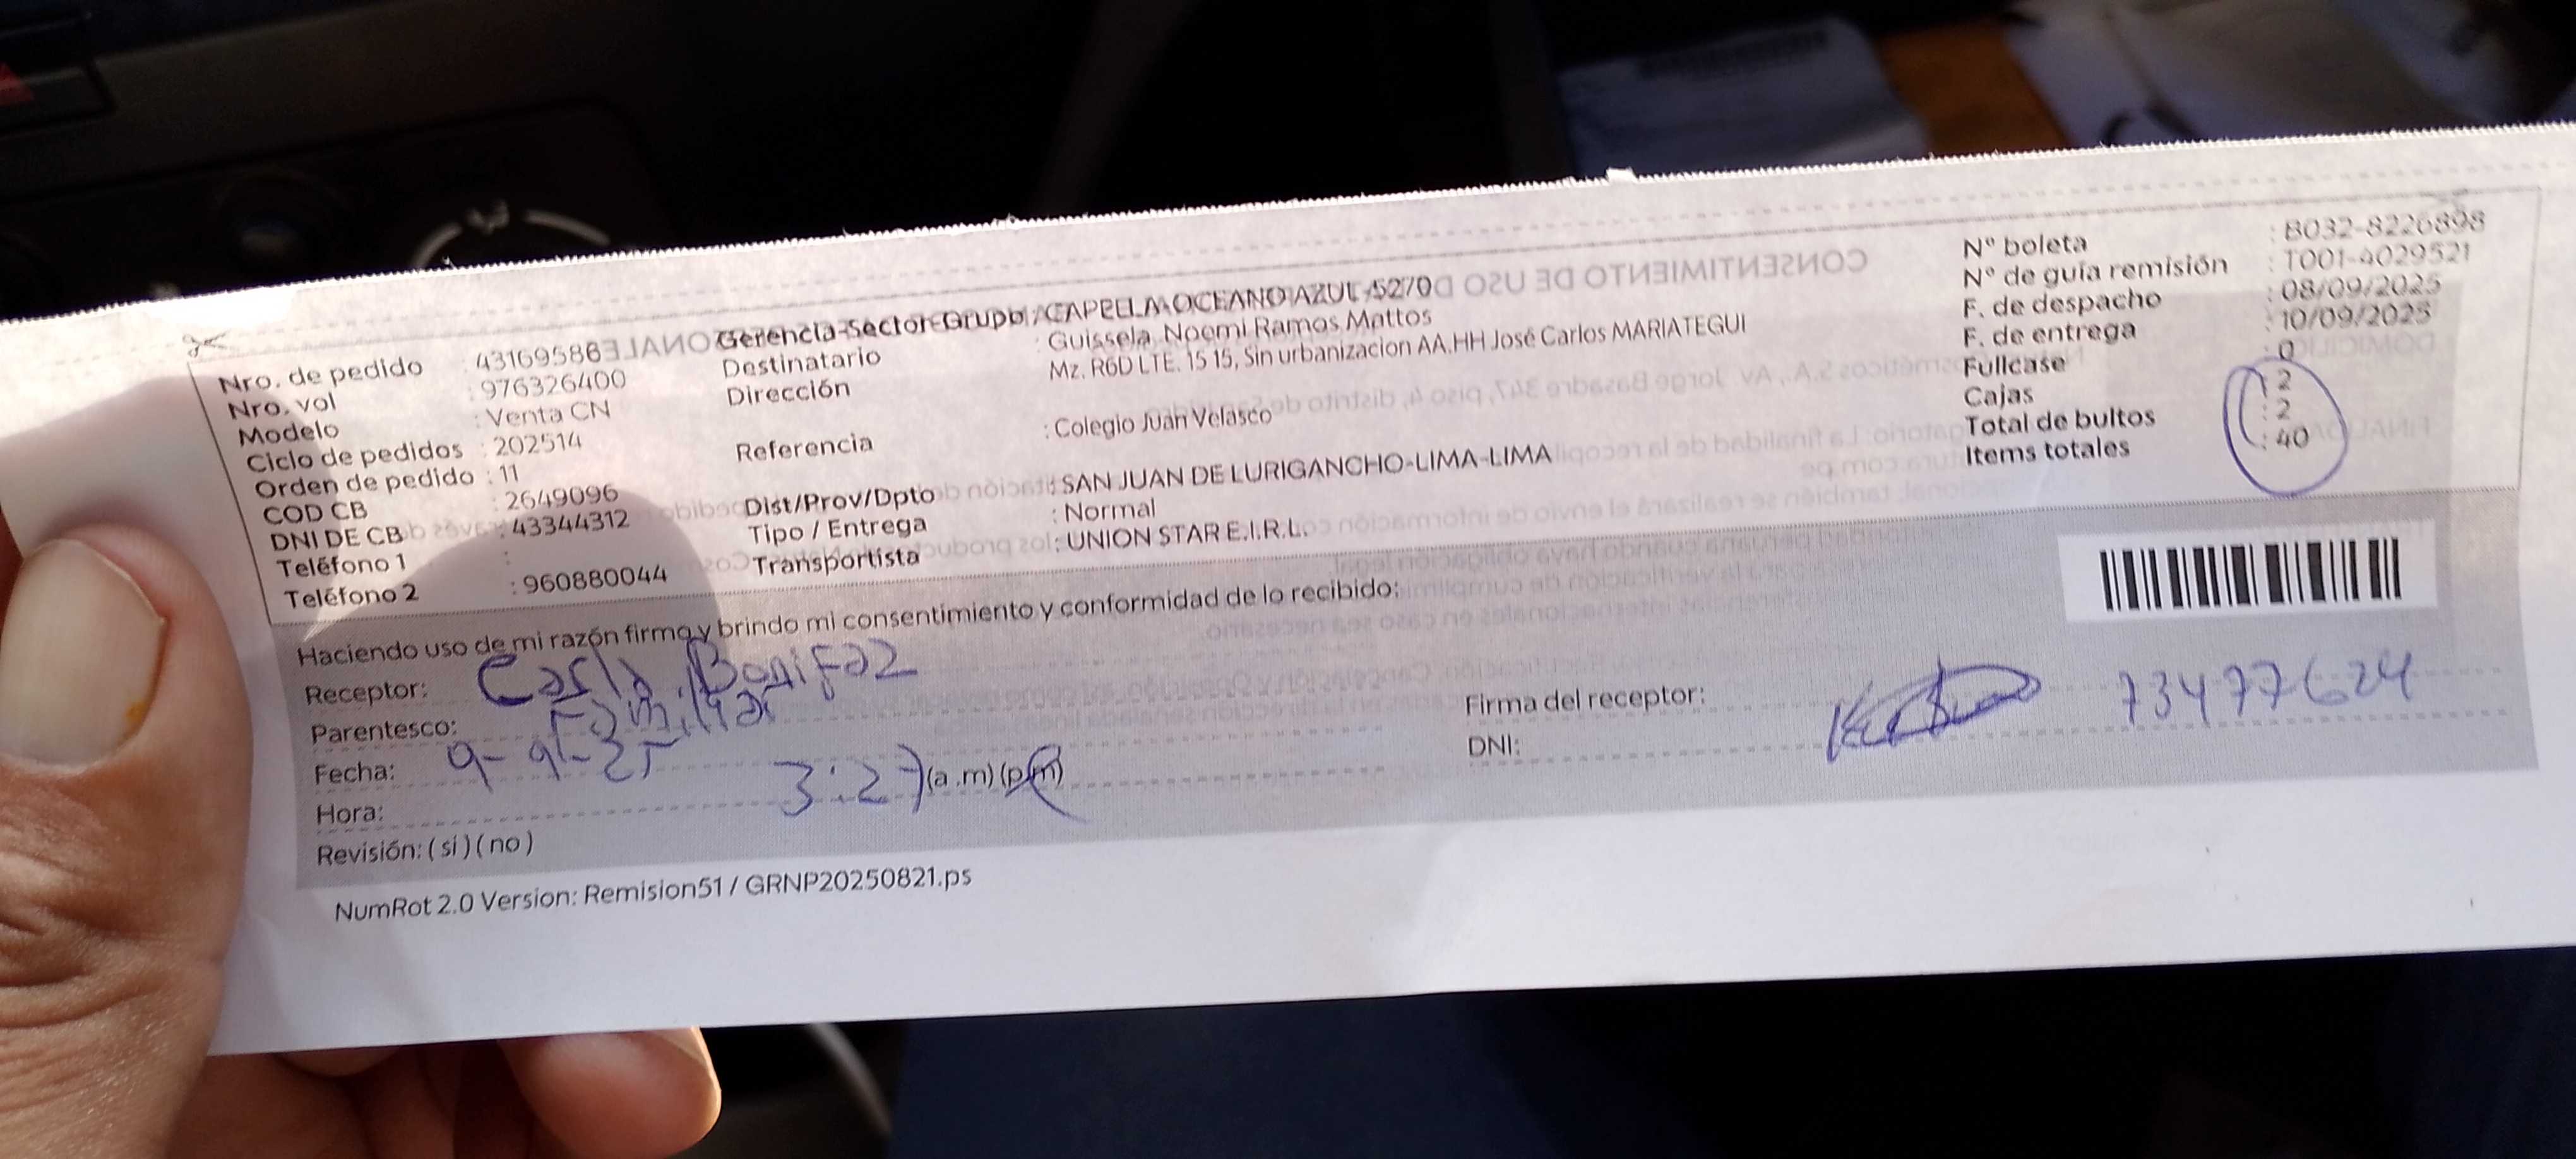 Nro. de pedido : 431695886
Nro. vol : 976326400
Modelo : Venta CN
Ciclo de pedidos : 202514
Orden de pedido : 11
COD CB : 2649096
DNI DE CB : 43344312
Teléfono 1 :
Teléfono 2 : 960880044
Gerencia-Sector-Grupo : CAPELLA-OCEANO AZUL-5270
Destinatario : Guissela Noemi Ramos Mattos
Dirección : Mz. R6D LTE. 15 15, Sin urbanizacion AA.HH José Carlos MARIATEGUI
Referencia : Colegio Juan Velasco
Dist/Prov/Dpto : SAN JUAN DE LURIGANCHO-LIMA-LIMA
Tipo / Entrega : Normal
Transportista : UNION STAR E.I.R.L.
N° boleta : B032-8226898
N° de guía remisión : T001-4029521
F. de despacho : 08/09/2025
F. de entrega : 10/09/2025
Fullcase : 0
Cajas : 2
Total de bultos : 2
Items totales : 40
Haciendo uso de mi razón firmo y brindo mi consentimiento y conformidad de lo recibido:
Receptor: Carla Bonifaz
Parentesco: Familiar
Fecha: 9-9-25
Hora: 3:27 (a .m) (p.m)
Revisión: ( si ) ( no )
Firma del receptor:
DNI: 73477624
NumRot 2.0 Version: Remision51 / GRNP20250821.ps